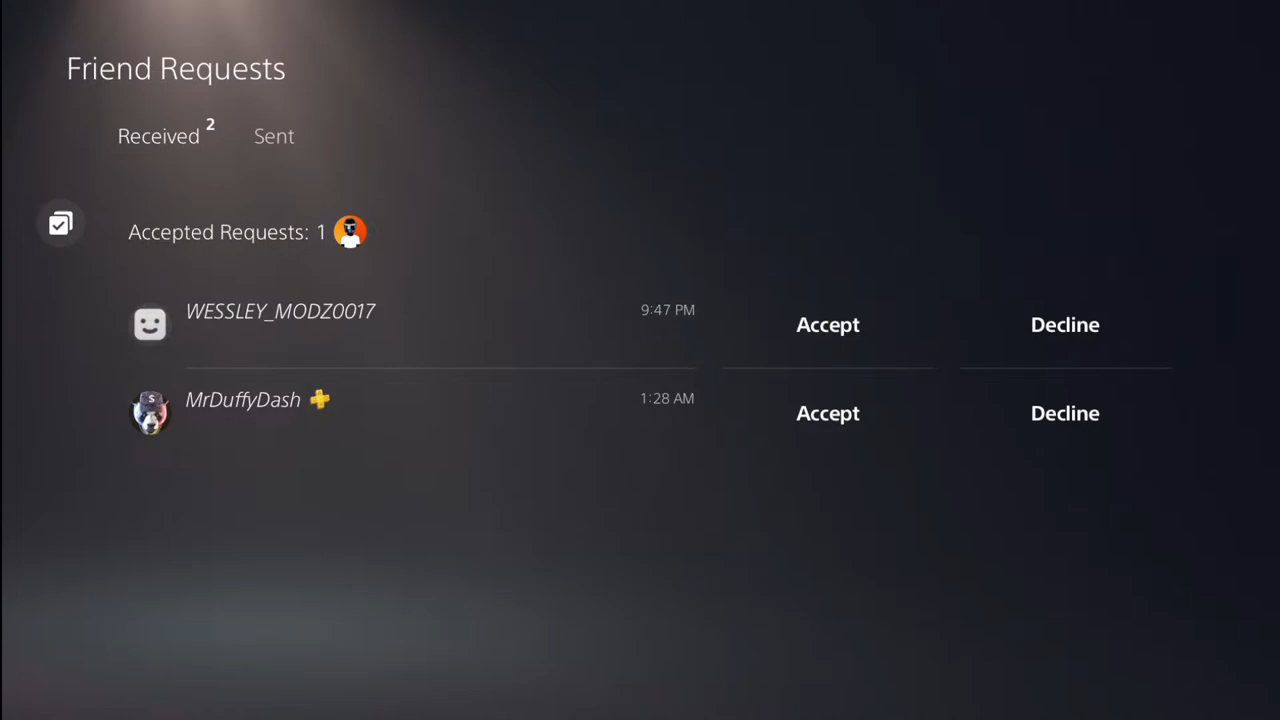 Friend Requests
Received 2 Sent
Accepted Requests: 1
WESSLEY_MODZ0017 9:47 PM Accept Decline
MrDuffyDash 1:28 AM Accept Decline